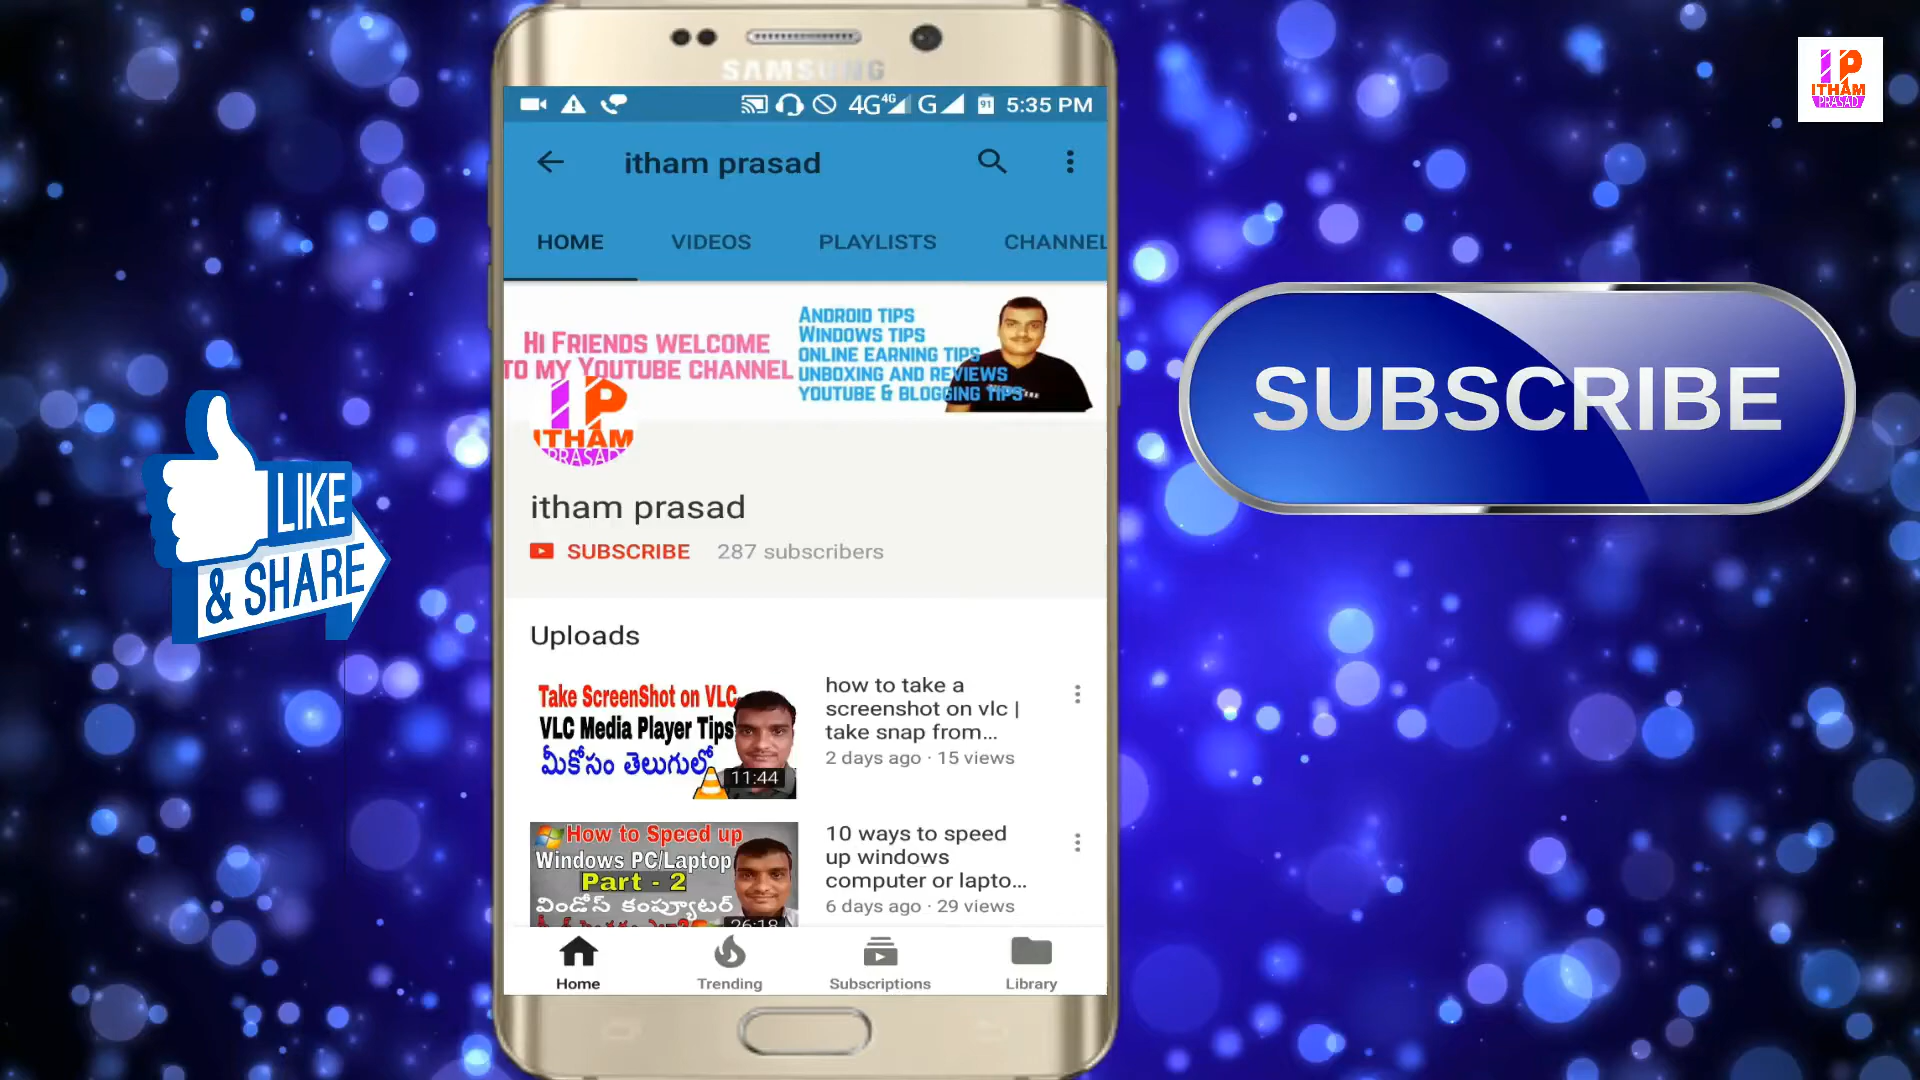 SAMSUNG
4G 4G G 91 5:35 PM
itham prasad
HOME VIDEOS PLAYLISTS CHANNEL
HI FRIENDS WELCOME
TO MY YOUTUBE CHANNEL
ANDROID TIPS
WINDOWS TIPS
ONLINE EARNING TIPS
UNBOXING AND REVIEWS
YOUTUBE & BLOGGING TIPS
IP
ITHAM
PRASAD
itham prasad
SUBSCRIBE 287 subscribers
Uploads
Take ScreenShot on VLC
VLC Media Player Tips
మీకోసం తెలుగులో
11:44
how to take a
screenshot on vlc |
take snap from...
2 days ago · 15 views
How to Speed up
Windows PC/Laptop
Part - 2
విండోస్ కంప్యూటర్
26:18
10 ways to speed
up windows
computer or lapto...
6 days ago · 29 views
Home Trending Subscriptions Library
LIKE
& SHARE
SUBSCRIBE
IP
ITHAM
PRASAD